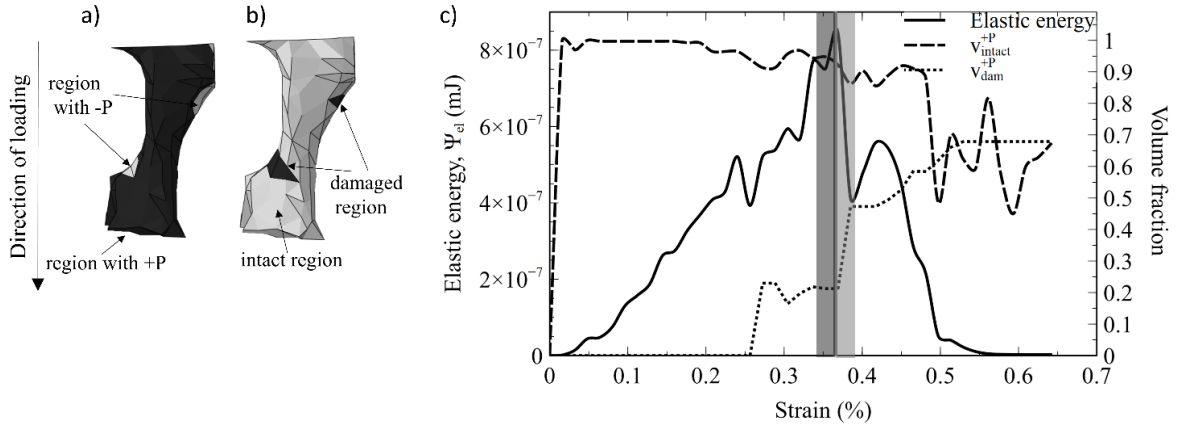 a)
b)
c)
Direction of loading
region
with -P
region with +P
damaged
region
intact region
Elastic energy, Ψel (mJ)
8×10⁻⁷
6×10⁻⁷
4×10⁻⁷
2×10⁻⁷
0
Elastic energy
v+Pintact
v+Pdam
1
0.9
0.8
0.7
0.6
0.5
0.4
0.3
0.2
0.1
0
Volume fraction
0 0.1 0.2 0.3 0.4 0.5 0.6 0.7
Strain (%)